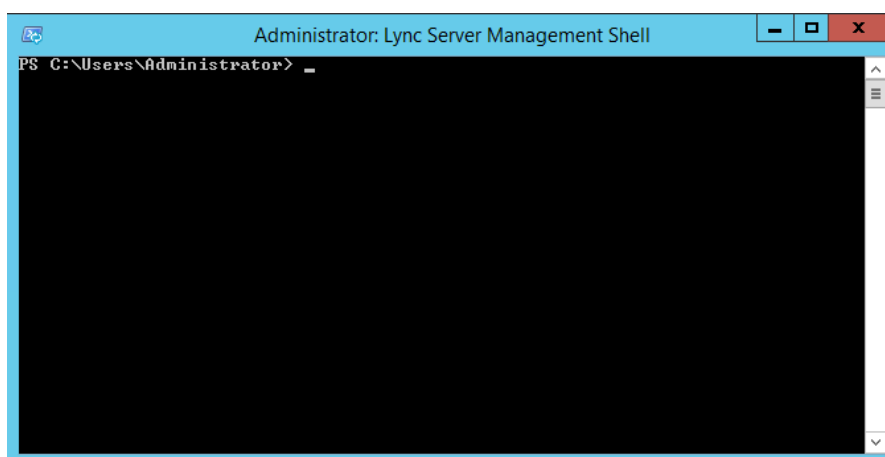 Administrator: Lync Server Management Shell
PS C:\Users\Administrator> _